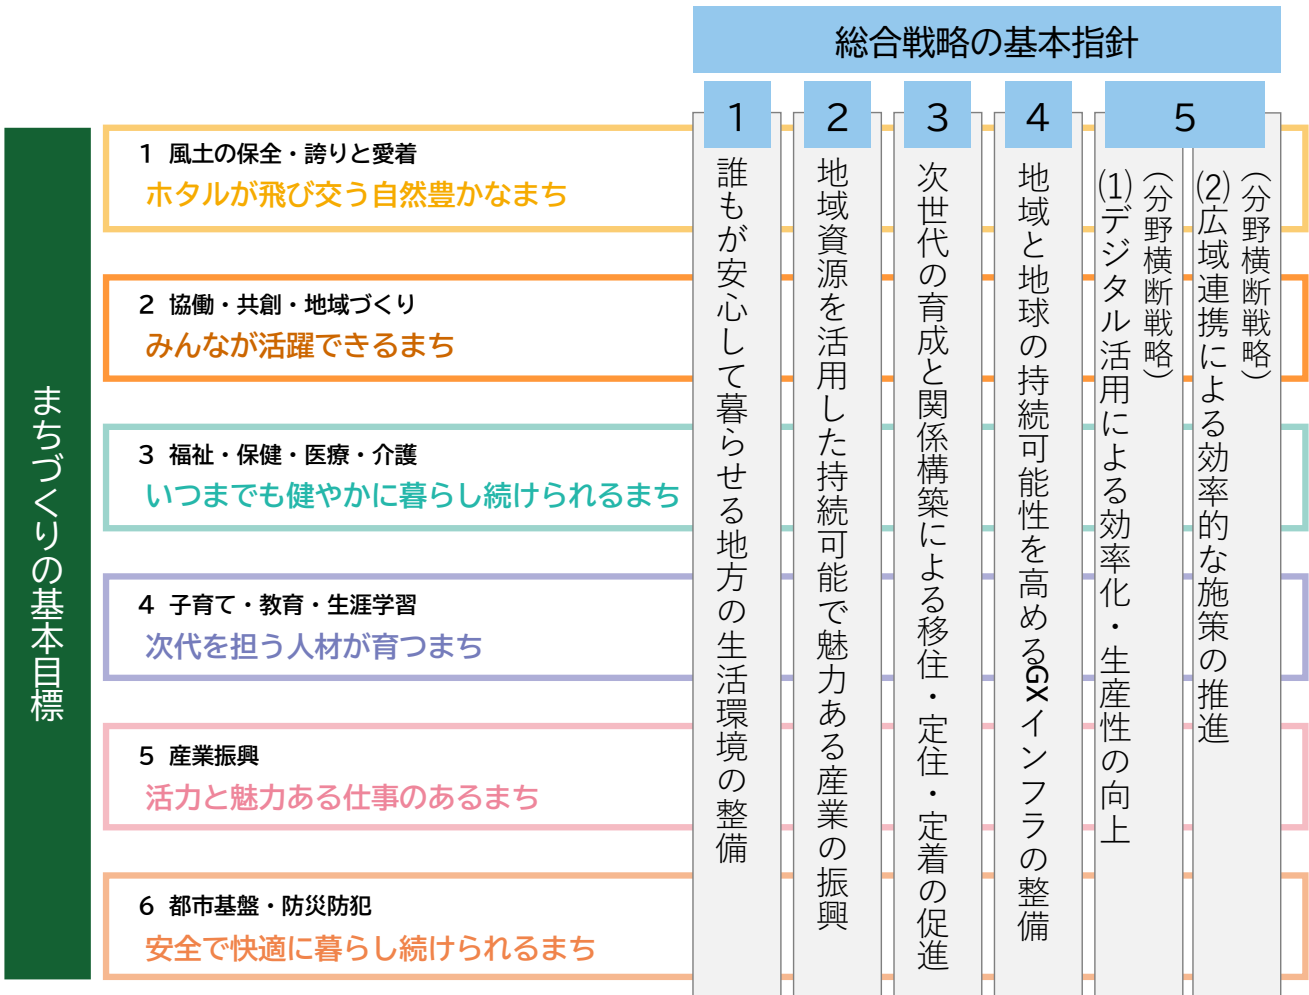 総合戦略の基本指針
1
2
3
4
5
まちづくりの基本目標
1 風土の保全・誇りと愛着
ホタルが飛び交う自然豊かなまち
2 協働・共創・地域づくり
みんなが活躍できるまち
3 福祉・保健・医療・介護
いつまでも健やかに暮らし続けられるまち
4 子育て・教育・生涯学習
次代を担う人材が育つまち
5 産業振興
活力と魅力ある仕事のあるまち
6 都市基盤・防災防犯
安全で快適に暮らし続けられるまち
誰もが安心して暮らせる地方の生活環境の整備
地域資源を活用した持続可能で魅力ある産業の振興
次世代の育成と関係構築による移住・定住・定着の促進
地域と地球の持続可能性を高めるGXインフラの整備
（分野横断戦略）
(1)デジタル活用による効率化・生産性の向上
（分野横断戦略）
(2)広域連携による効率的な施策の推進